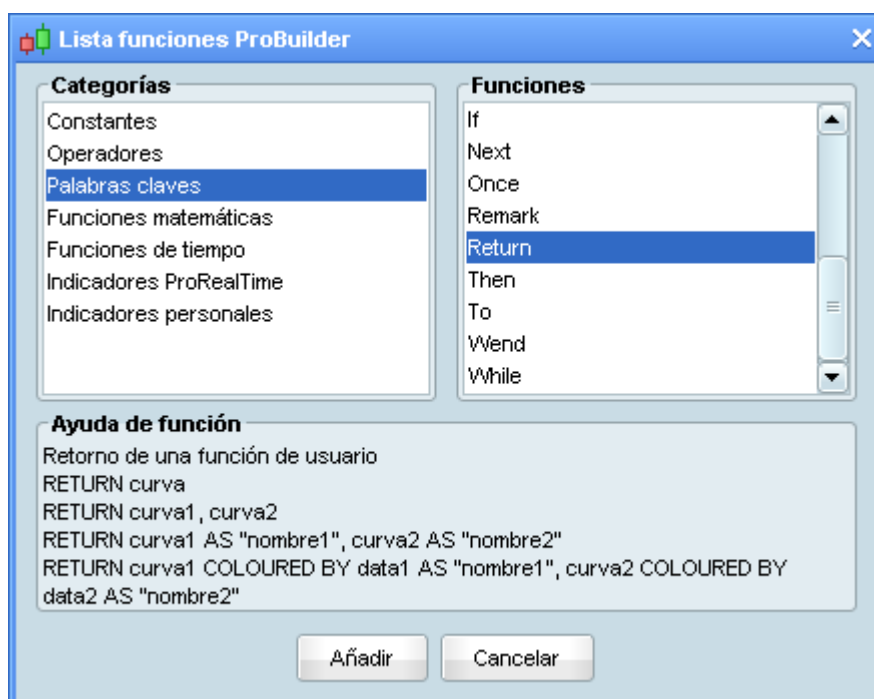 Lista funciones ProBuilder
Categorías
Constantes
Operadores
Palabras claves
Funciones matemáticas
Funciones de tiempo
Indicadores ProRealTime
Indicadores personales
Funciones
If
Next
Once
Remark
Return
Then
To
Wend
While
Ayuda de función
Retorno de una función de usuario
RETURN curva
RETURN curva1, curva2
RETURN curva1 AS "nombre1", curva2 AS "nombre2"
RETURN curva1 COLOURED BY data1 AS "nombre1", curva2 COLOURED BY
data2 AS "nombre2"
Añadir
Cancelar